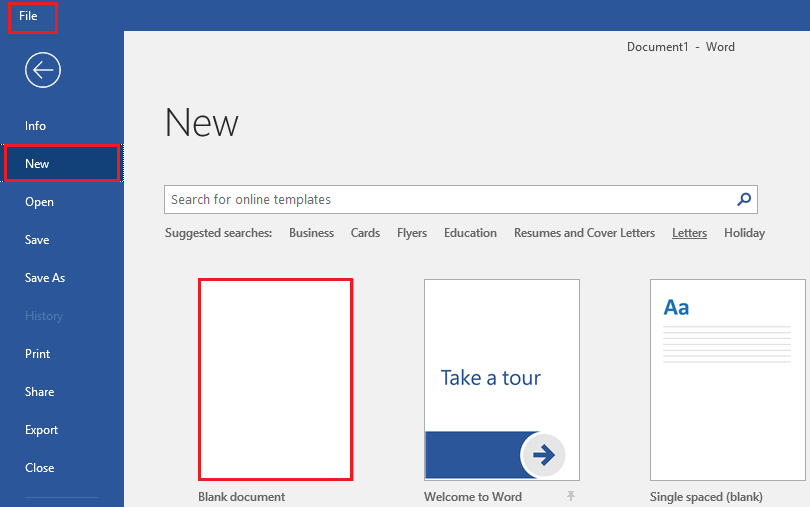 File
Document1 - Word
Info
New
Open
Save
Save As
History
Print
Share
Export
Close
New
Search for online templates
Suggested searches: Business Cards Flyers Education Resumes and Cover Letters Letters Holiday
Take a tour
Aa
Blank document
Welcome to Word
Single spaced (blank)